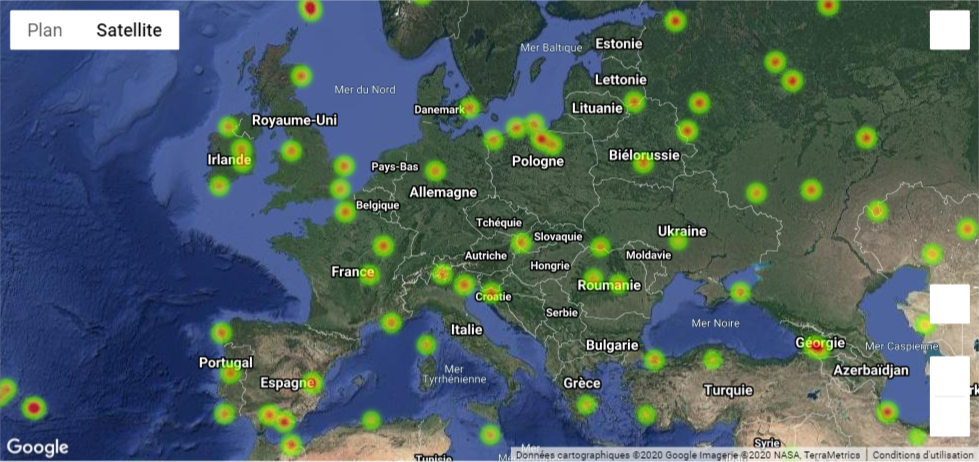 Plan Satellite
Mer Baltique
Estonie
Lettonie
Mer du Nord
Danemark
Lituanie
Royaume-Uni
Irlande
Pays-Bas
Pologne
Biélorussie
Allemagne
Belgique
Tchéquie
Slovaquie
Ukraine
Autriche
Moldavie
France
Hongrie
Roumanie
Croatie
Serbie
Mer Noire
Italie
Bulgarie
Géorgie
Mer Caspienne
Portugal
Azerbaïdjan
Mer
Tyrrhénienne
Espagne
Grèce
Turquie
Syrie
Google
Tunisie
Mer
Données cartographiques ©2020 Google Imagerie ©2020 NASA, TerraMetrics
Conditions d'utilisation